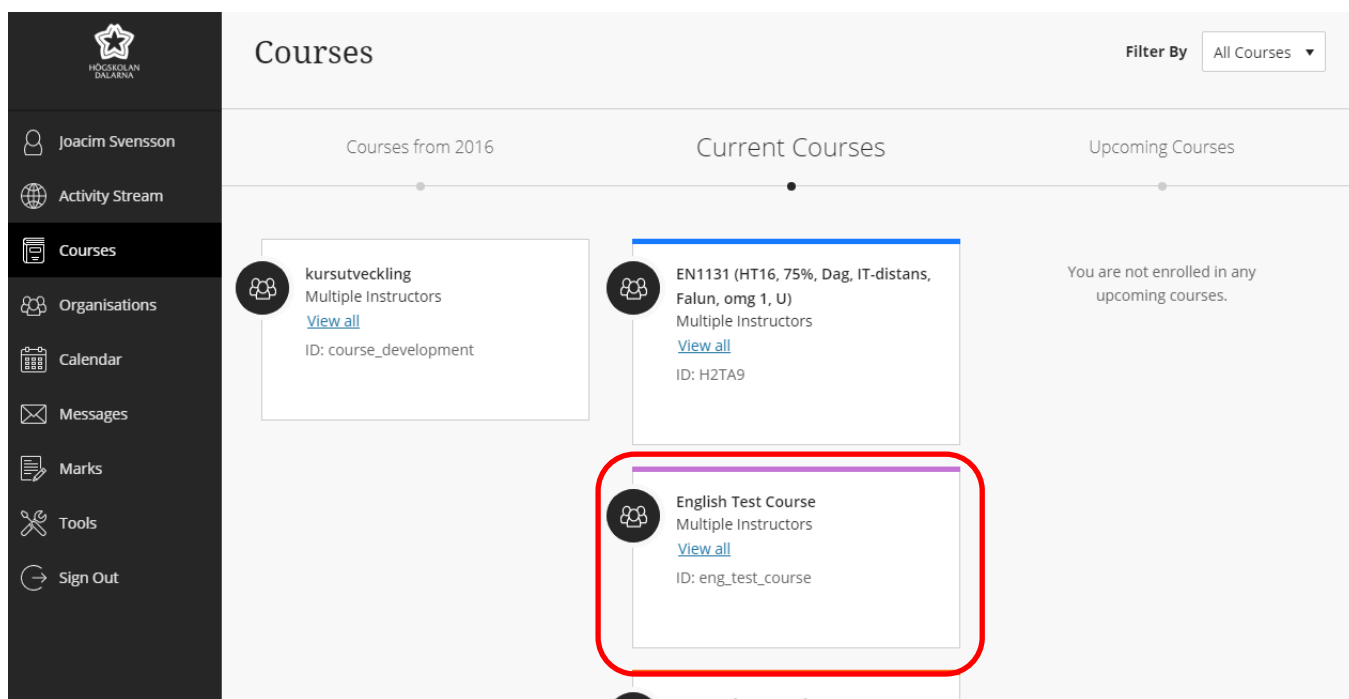 HÖGSKOLAN
DALARNA
Joacim Svensson
Activity Stream
Courses
Organisations
Calendar
Messages
Marks
Tools
Sign Out
Courses
Filter By
All Courses
Courses from 2016
Current Courses
Upcoming Courses
kursutveckling
Multiple Instructors
View all
ID: course_development
EN1131 (HT16, 75%, Dag, IT-distans,
Falun, omg 1, U)
Multiple Instructors
View all
ID: H2TA9
English Test Course
Multiple Instructors
View all
ID: eng_test_course
You are not enrolled in any
upcoming courses.